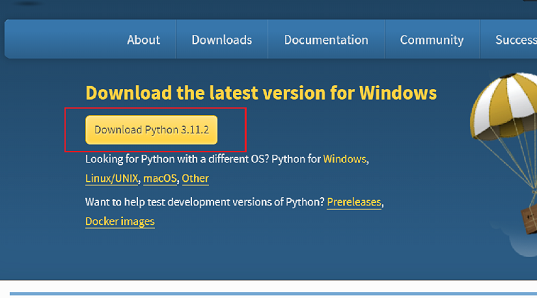 About Downloads Documentation Community Success
Download the latest version for Windows
Download Python 3.11.2
Looking for Python with a different OS? Python for Windows,
Linux/UNIX, macOS, Other
Want to help test development versions of Python? Prereleases,
Docker images